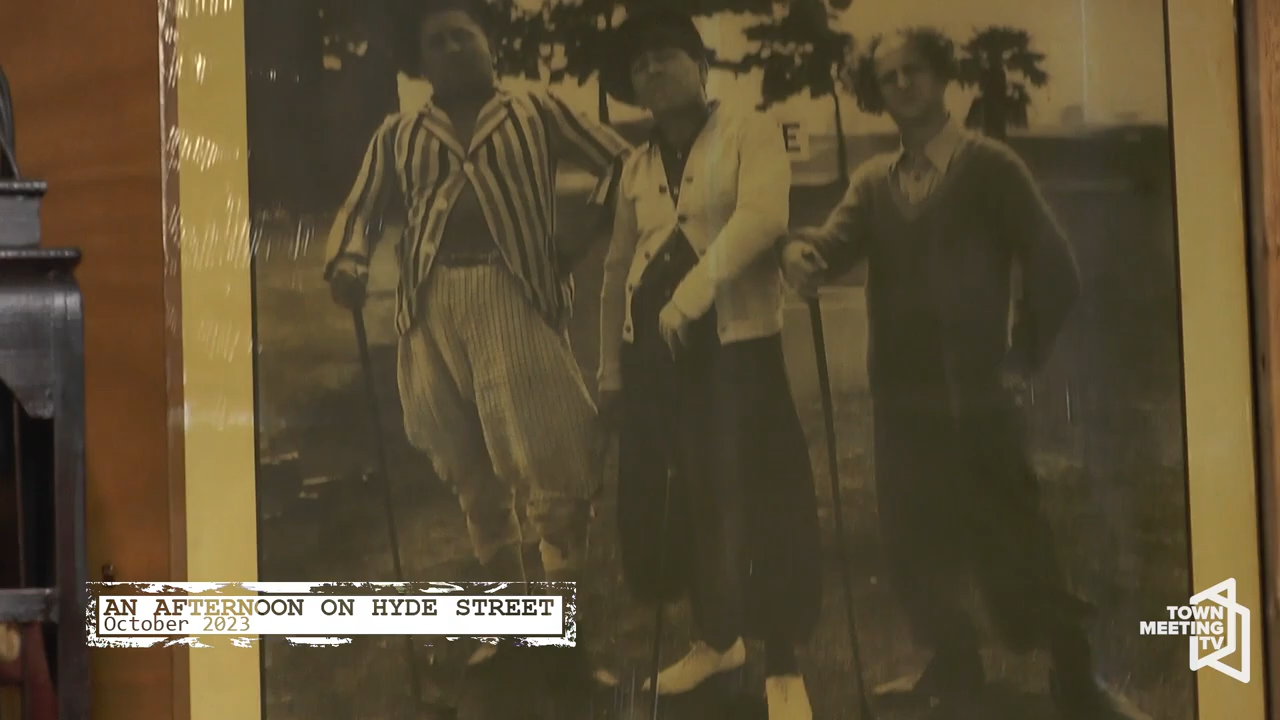 E
AN AFTERNOON ON HYDE STREET
October 2023
TOWN
MEETING
TV